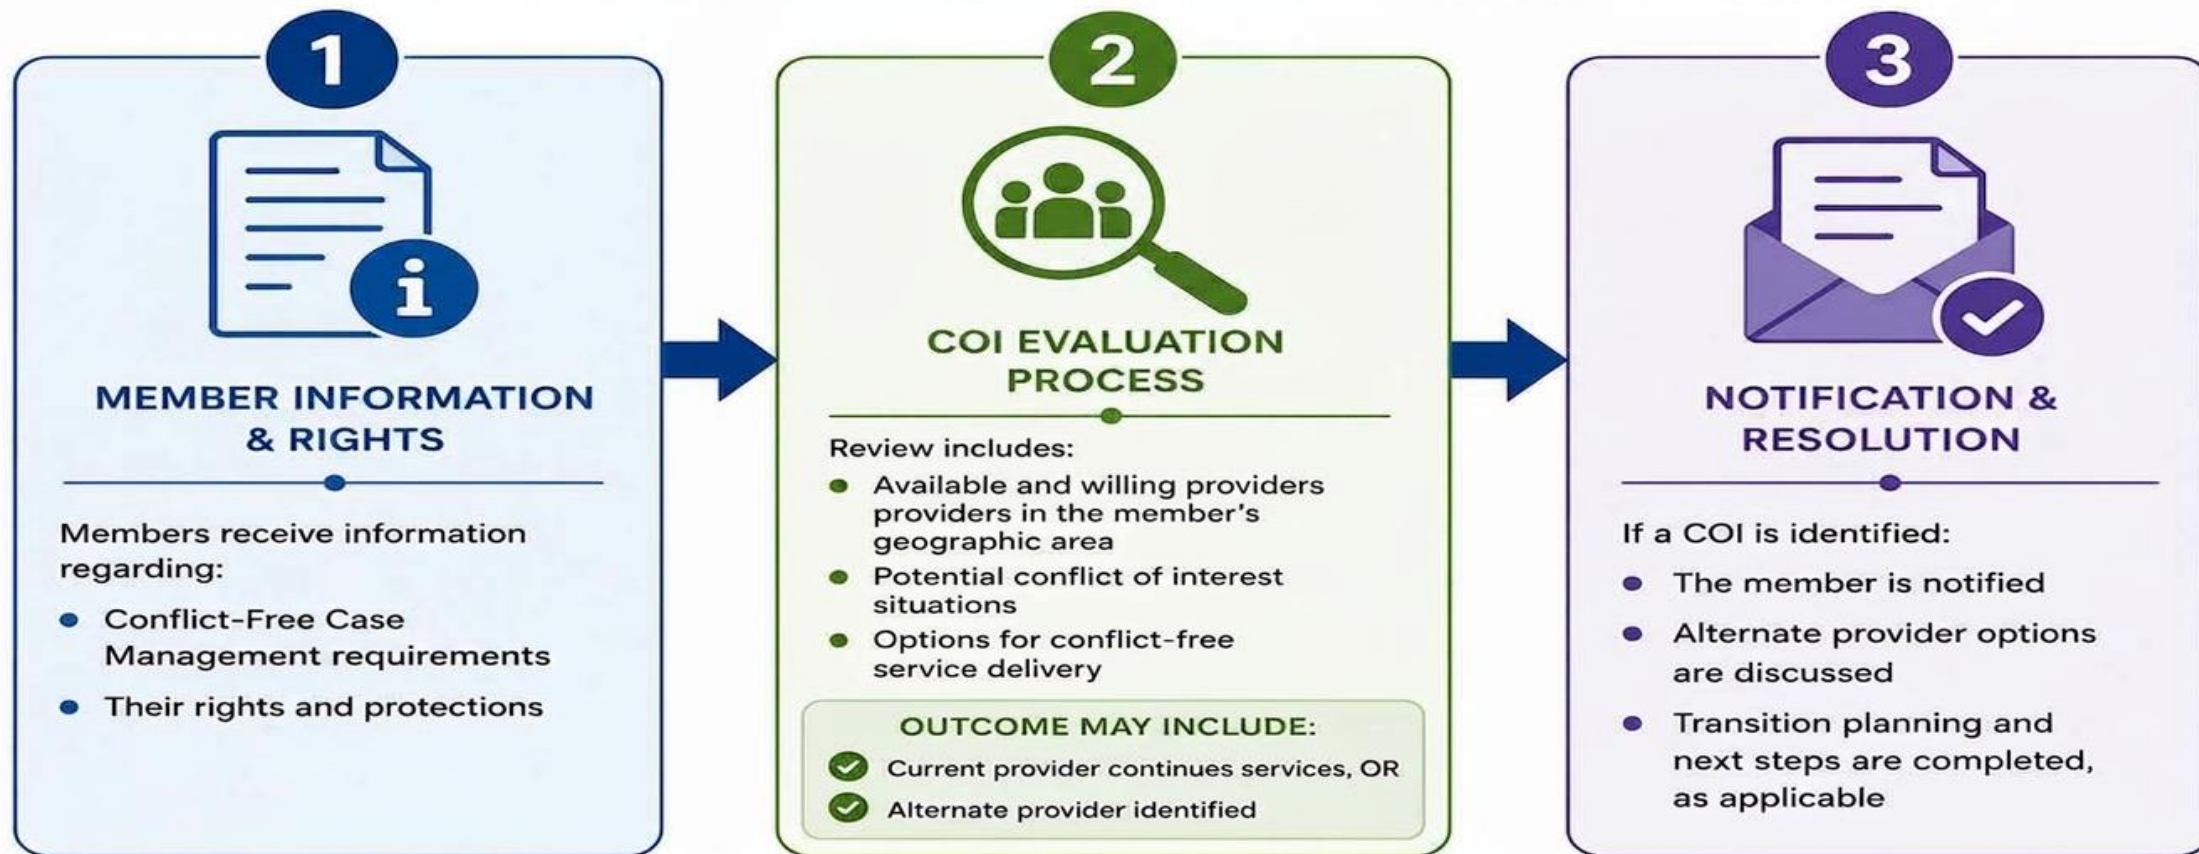 1
MEMBER INFORMATION
& RIGHTS
Members receive information
regarding:
Conflict-Free Case
Management requirements
Their rights and protections
2
COI EVALUATION
PROCESS
Review includes:
Available and willing providers
providers in the member's
geographic area
Potential conflict of interest
situations
Options for conflict-free
service delivery
OUTCOME MAY INCLUDE:
Current provider continues services, OR
Alternate provider identified
3
NOTIFICATION &
RESOLUTION
If a COI is identified:
The member is notified
Alternate provider options
are discussed
Transition planning and
next steps are completed,
as applicable